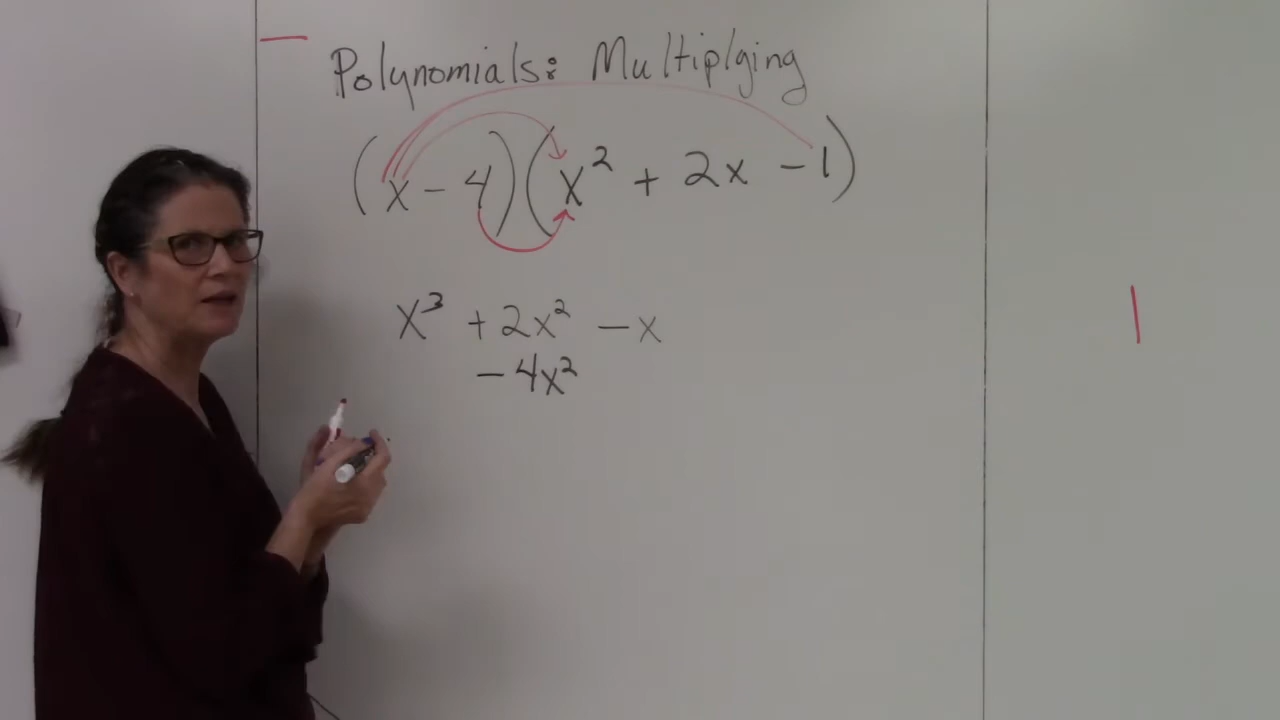 Polynomials: Multiplying
(x - 4)(x² + 2x - 1)
x³ + 2x² - x
- 4x²